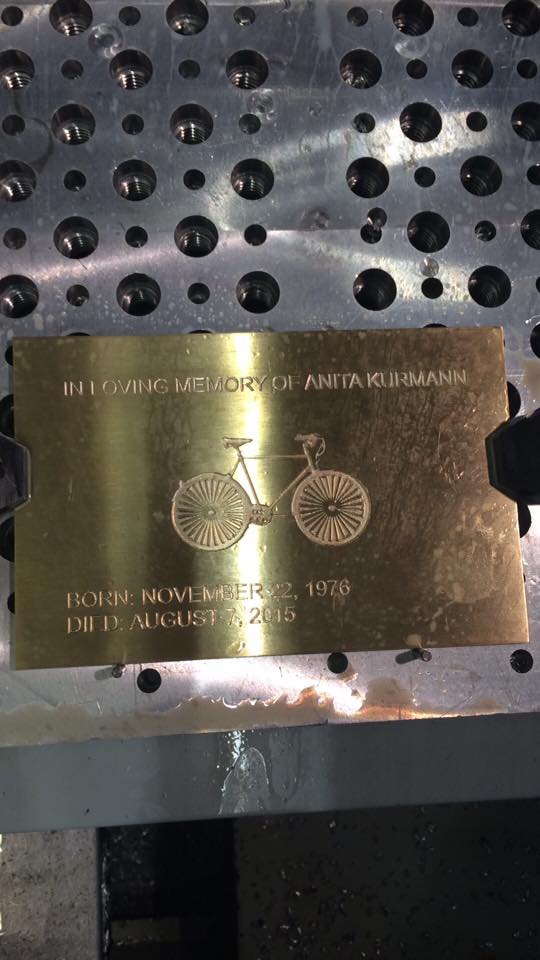 IN LOVING MEMORY OF ANITA KURMANN
BORN: NOVEMBER 22, 1976
DIED: AUGUST 7, 2015